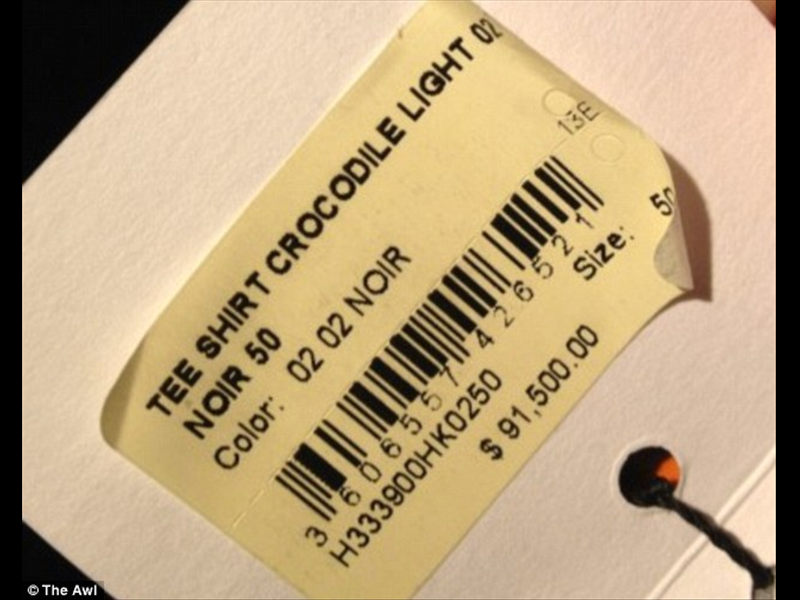 TEE SHIRT CROCODILE LIGHT 02
NOIR 50
13E
Color: 02 02 NOIR
Size: 50
3 606557 426521
H333900HK0250
$ 91,500.00
© The Awl